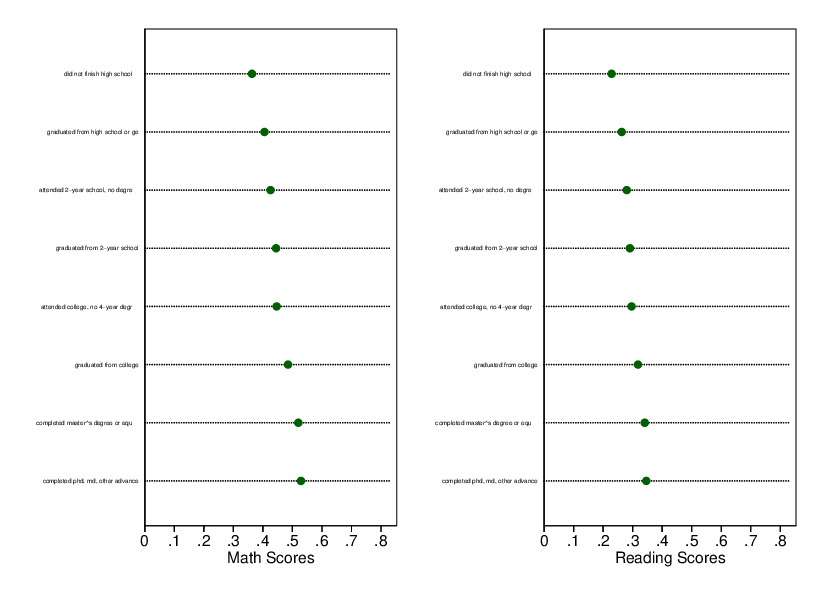 did not finish high school
graduated from high school or ge
attended 2-year school, no degre
graduated from 2-year school
attended college, no 4-year degr
graduated from college
completed master^s degree or equ
completed phd, md, other advance
0 .1 .2 .3 .4 .5 .6 .7 .8
Math Scores
did not finish high school
graduated from high school or ge
attended 2-year school, no degre
graduated from 2-year school
attended college, no 4-year degr
graduated from college
completed master^s degree or equ
completed phd, md, other advance
0 .1 .2 .3 .4 .5 .6 .7 .8
Reading Scores